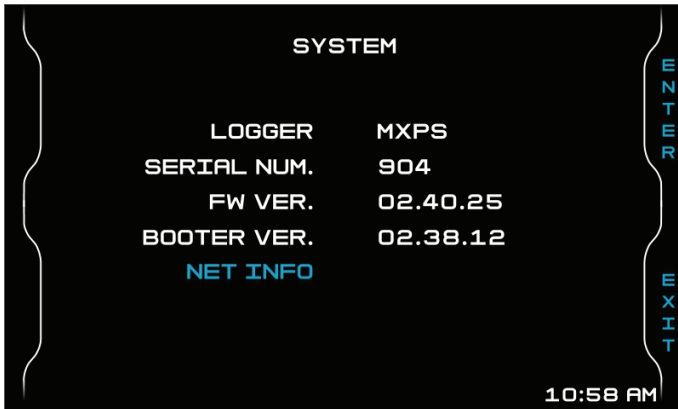 SYSTEM
ENTER
LOGGER MXPS
SERIAL NUM. 904
FW VER. 02.40.25
BOOTER VER. 02.38.12
NET INFO
EXIT
10:58 AM